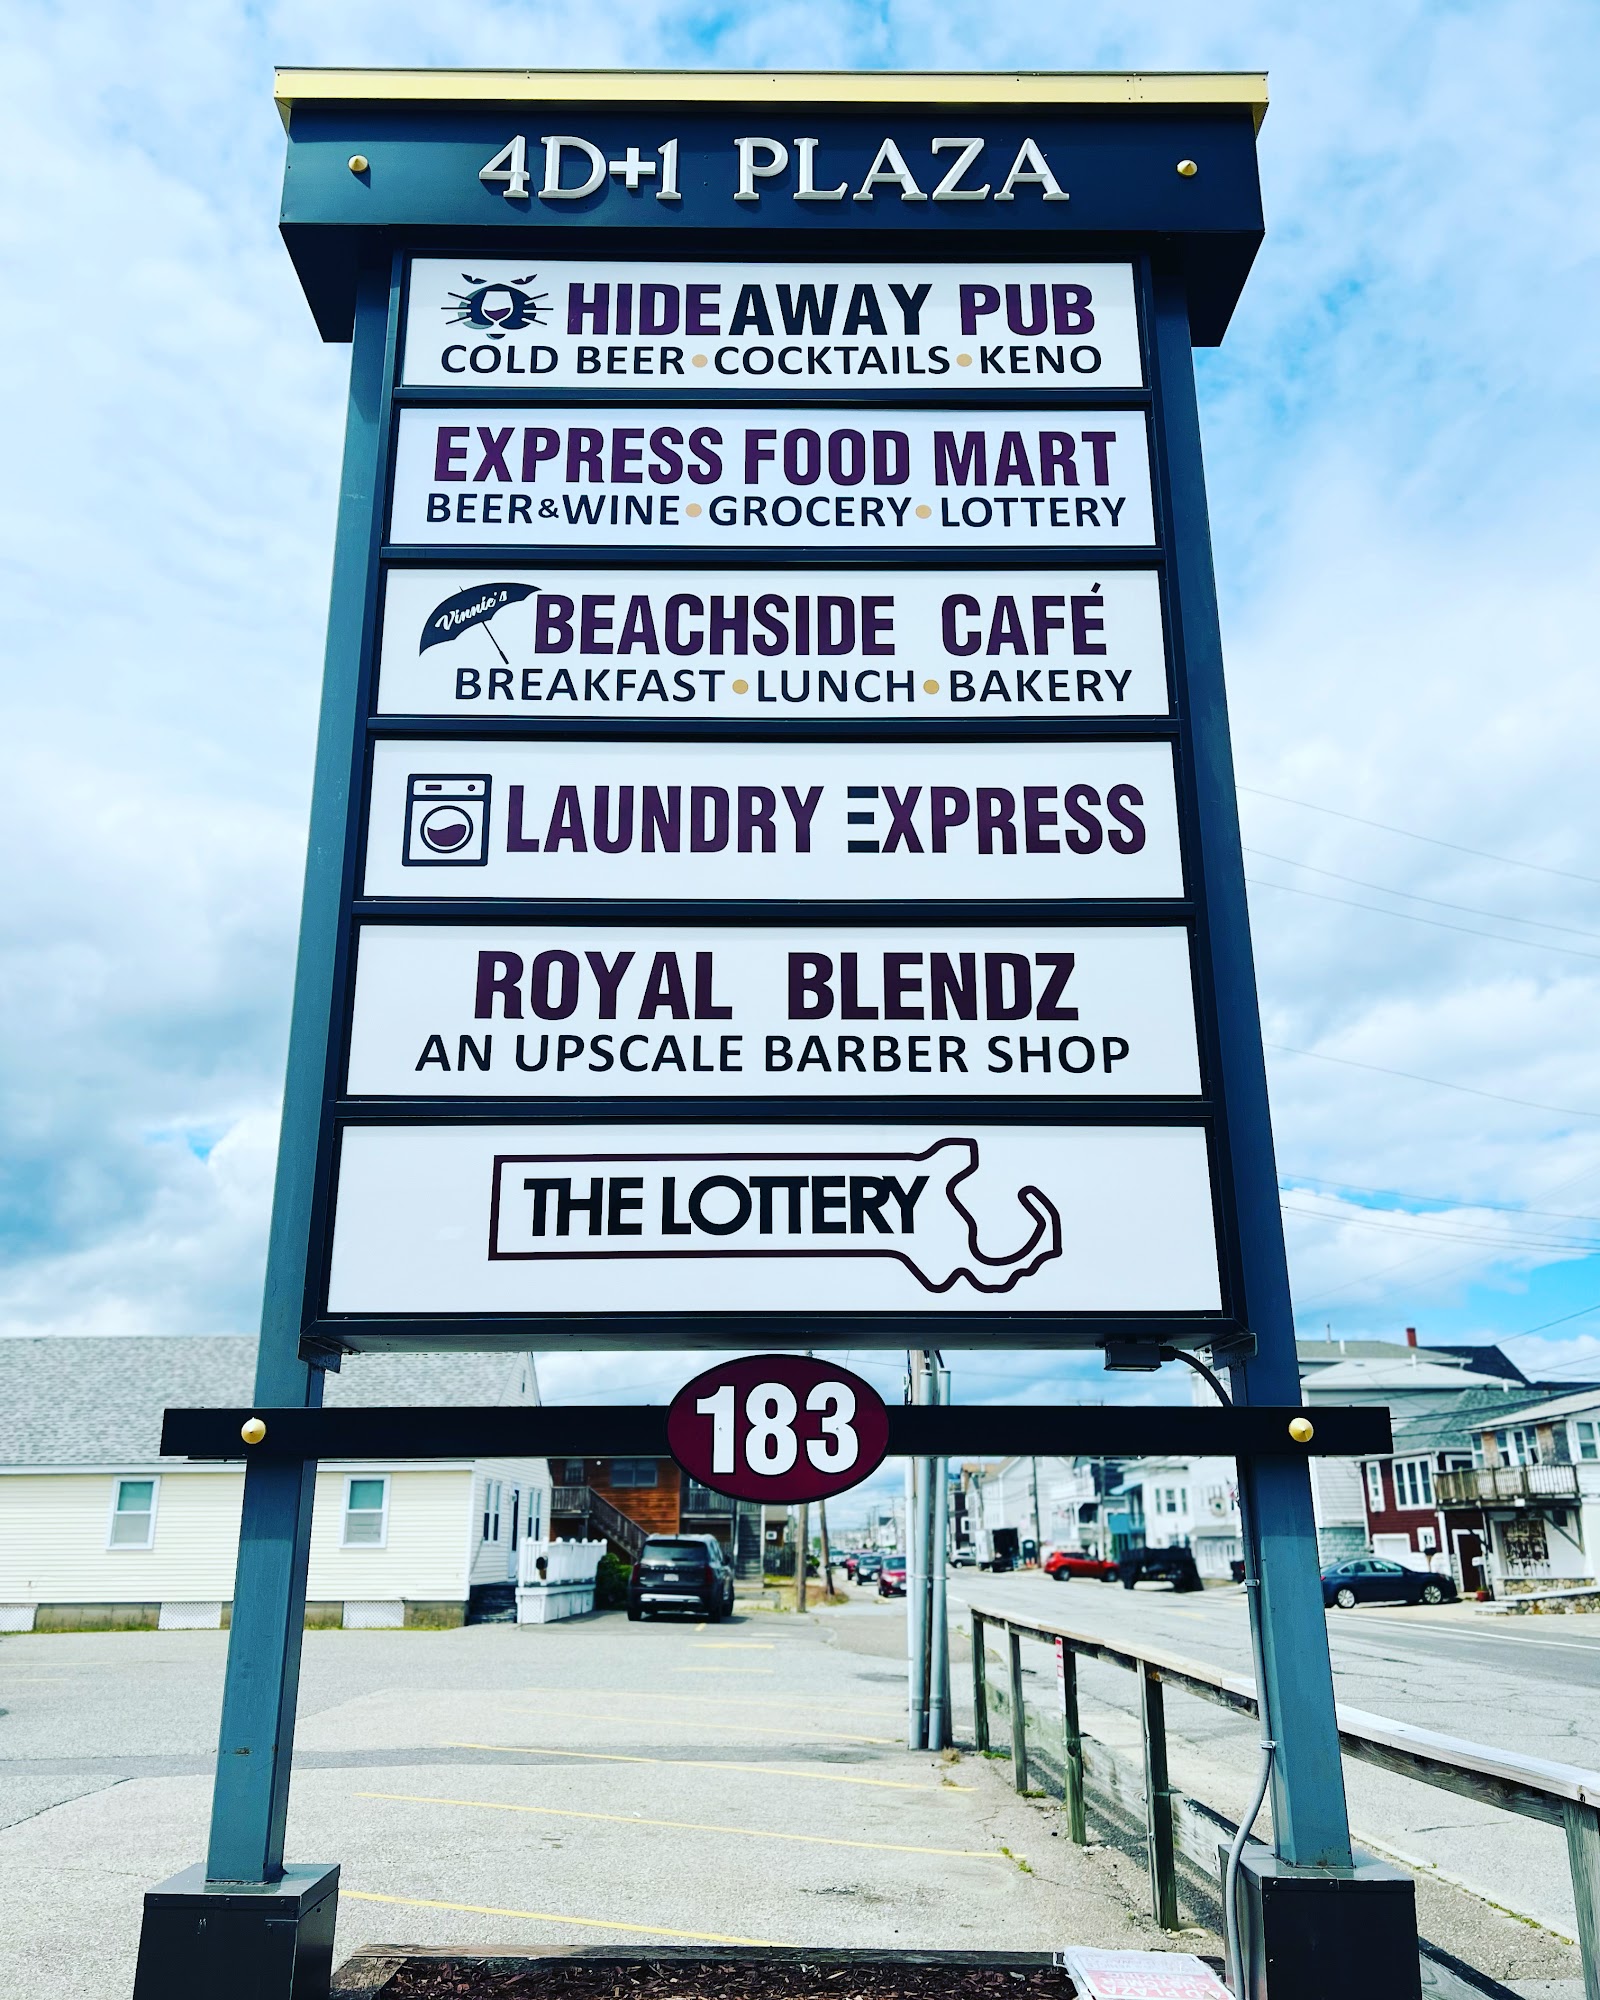 4D+1 PLAZA
HIDEAWAY PUB
COLD BEER • COCKTAILS • KENO
EXPRESS FOOD MART
BEER & WINE • GROCERY • LOTTERY
Vinnie's
BEACHSIDE CAFÉ
BREAKFAST • LUNCH • BAKERY
LAUNDRY EXPRESS
ROYAL BLENDZ
AN UPSCALE BARBER SHOP
THE LOTTERY
183